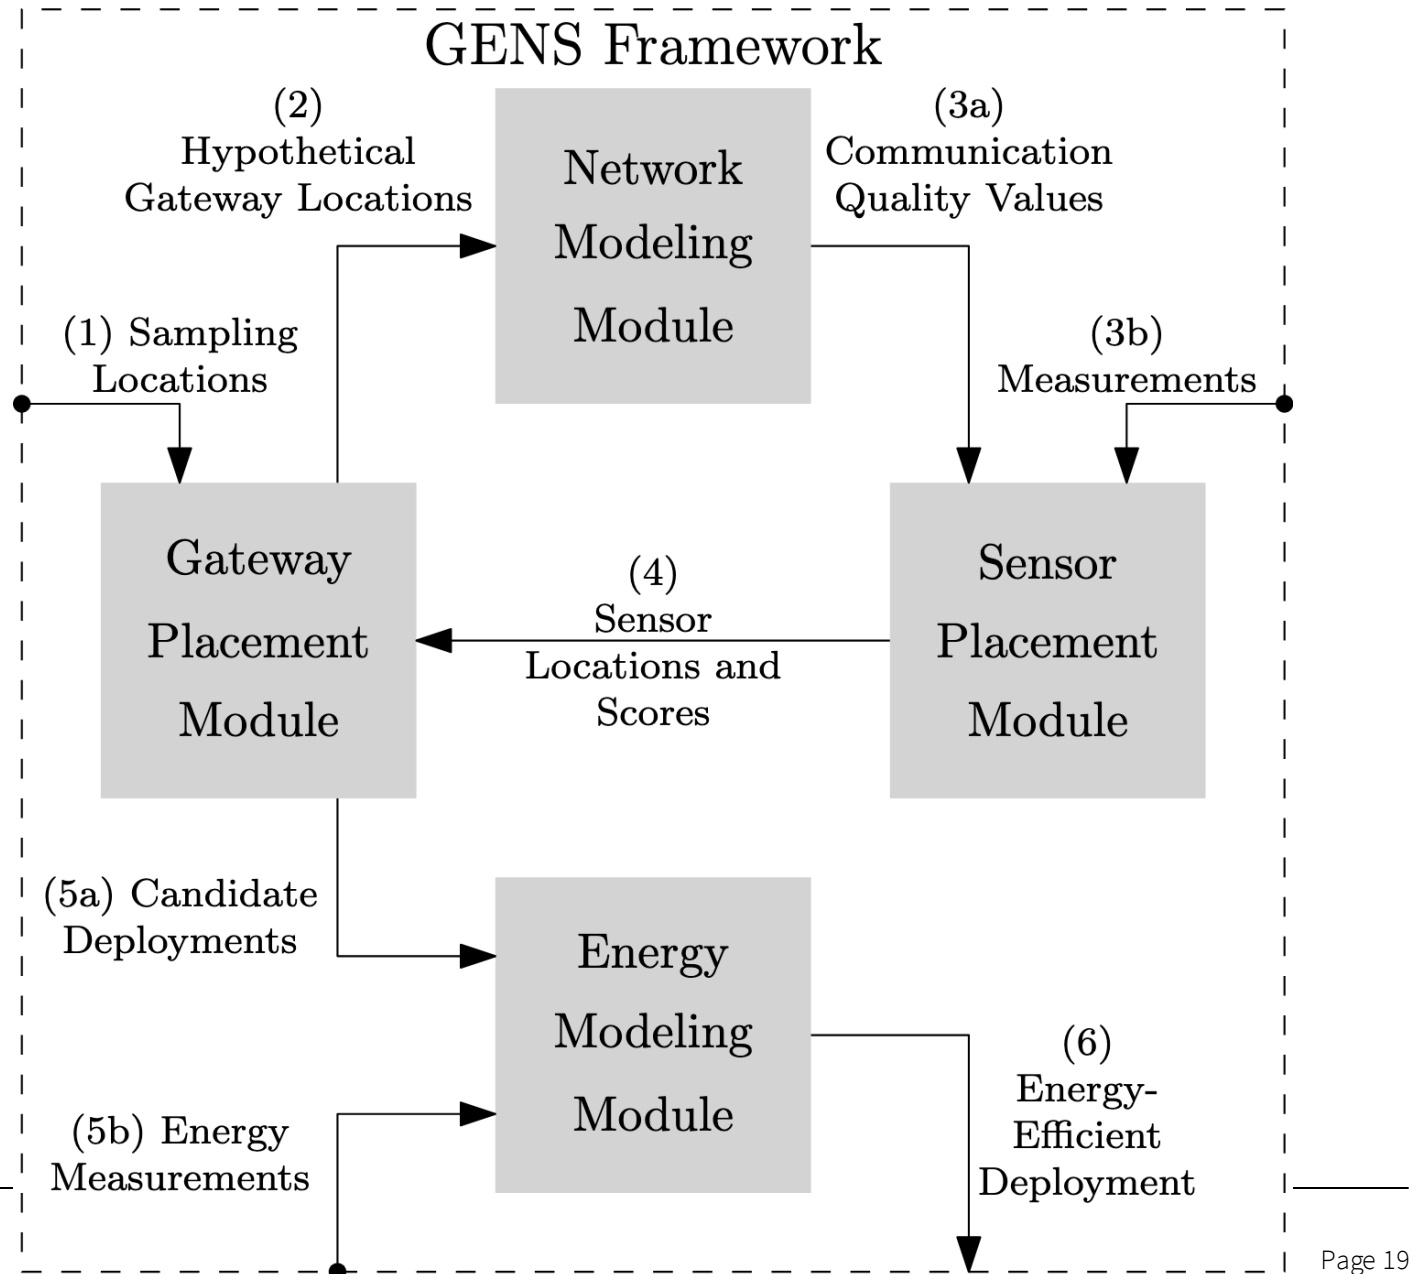 GENS Framework
(2)
Hypothetical
Gateway Locations
Network
Modeling
Module
(3a)
Communication
Quality Values
(1) Sampling
Locations
(3b)
Measurements
Gateway
Placement
Module
(4)
Sensor
Locations and
Scores
Sensor
Placement
Module
(5a) Candidate
Deployments
Energy
Modeling
Module
(5b) Energy
Measurements
(6)
Energy-
Efficient
Deployment
Page 19